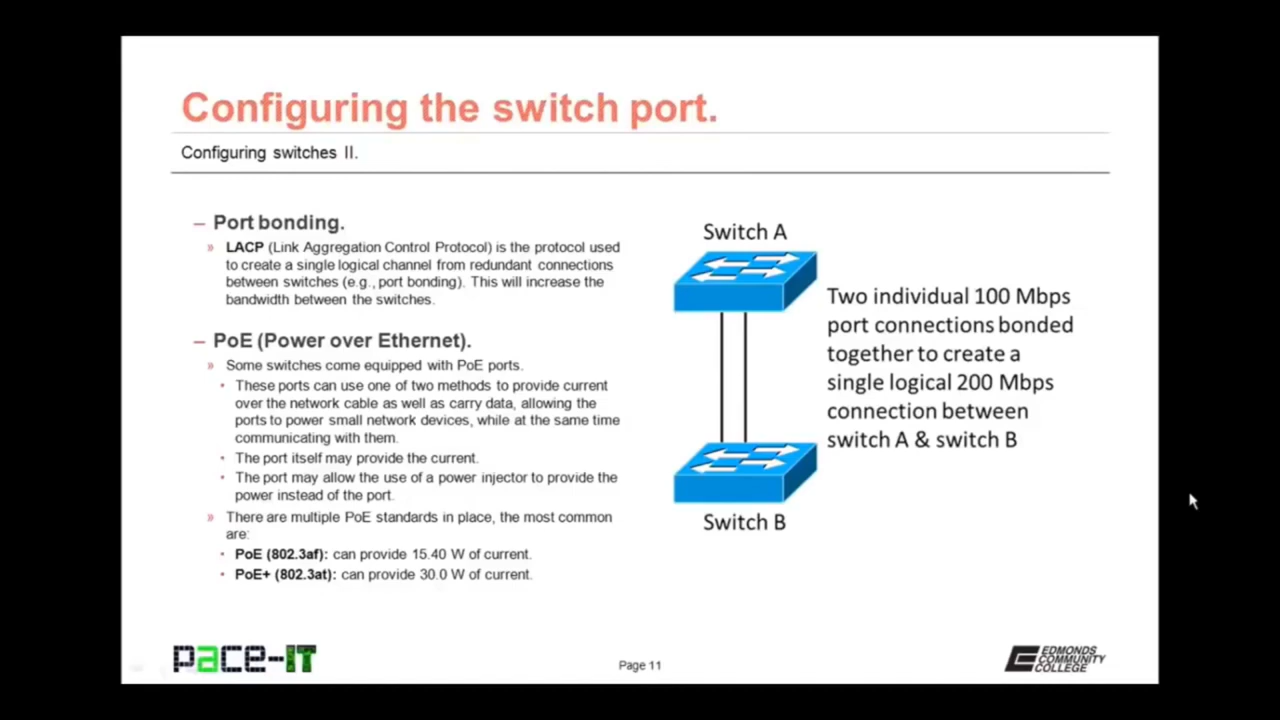 Configuring the switch port.
Configuring switches II.
– Port bonding.
» LACP (Link Aggregation Control Protocol) is the protocol used
to create a single logical channel from redundant connections
between switches (e.g., port bonding). This will increase the
bandwidth between the switches.
– PoE (Power over Ethernet).
» Some switches come equipped with PoE ports.
• These ports can use one of two methods to provide current
over the network cable as well as carry data, allowing the
ports to power small network devices, while at the same time
communicating with them.
• The port itself may provide the current.
• The port may allow the use of a power injector to provide the
power instead of the port.
» There are multiple PoE standards in place, the most common
are:
• PoE (802.3af): can provide 15.40 W of current.
• PoE+ (802.3at): can provide 30.0 W of current.
Switch A
Two individual 100 Mbps
port connections bonded
together to create a
single logical 200 Mbps
connection between
switch A & switch B
Switch B
pace-IT
Page 11
EDMONDS
COMMUNITY
COLLEGE